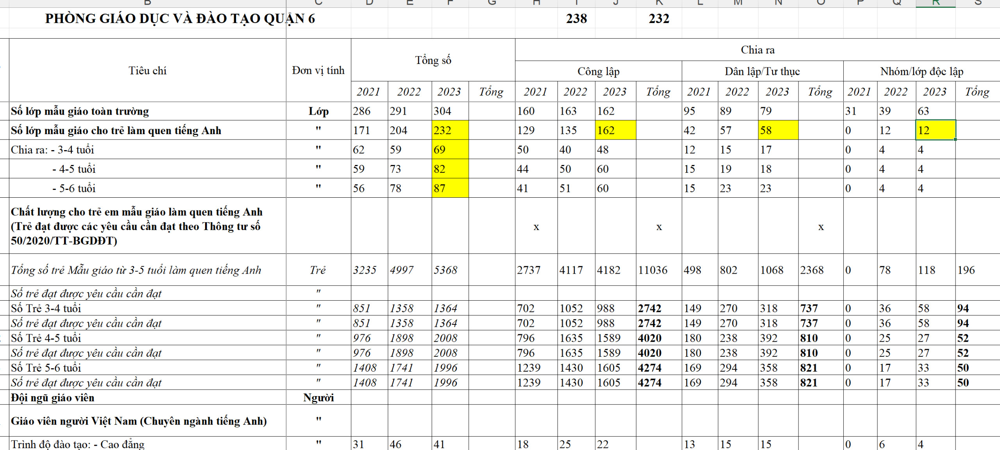 B C D E F G H I J K L M N O P Q R S
PHÒNG GIÁO DỤC VÀ ĐÀO TẠO QUẬN 6 238 232
Tiêu chí Đơn vị tính Tổng số Chia ra
Công lập Dân lập/Tư thục Nhóm/lớp độc lập
2021 2022 2023 Tổng 2021 2022 2023 Tổng 2021 2022 2023 Tổng 2021 2022 2023 Tổng
Số lớp mẫu giáo toàn trường Lớp 286 291 304 160 163 162 95 89 79 31 39 63
Số lớp mẫu giáo cho trẻ làm quen tiếng Anh " 171 204 232 129 135 162 42 57 58 0 12 12
Chia ra: - 3-4 tuổi " 62 59 69 50 40 48 12 15 17 0 4 4
- 4-5 tuổi " 59 73 82 44 50 60 15 19 18 0 4 4
- 5-6 tuổi " 56 78 87 41 51 60 15 23 23 0 4 4
Chất lượng cho trẻ em mẫu giáo làm quen tiếng Anh
(Trẻ đạt được các yêu cầu cần đạt theo Thông tư số
50/2020/TT-BGDĐT) x x x
Tổng số trẻ Mẫu giáo từ 3-5 tuổi làm quen tiếng Anh Trẻ 3235 4997 5368 2737 4117 4182 11036 498 802 1068 2368 0 78 118 196
Số trẻ đạt được yêu cầu cần đạt "
Số Trẻ 3-4 tuổi " 851 1358 1364 702 1052 988 2742 149 270 318 737 0 36 58 94
Số trẻ đạt được yêu cầu cần đạt " 851 1358 1364 702 1052 988 2742 149 270 318 737 0 36 58 94
Số Trẻ 4-5 tuổi " 976 1898 2008 796 1635 1589 4020 180 238 392 810 0 25 27 52
Số trẻ đạt được yêu cầu cần đạt " 976 1898 2008 796 1635 1589 4020 180 238 392 810 0 25 27 52
Số Trẻ 5-6 tuổi " 1408 1741 1996 1239 1430 1605 4274 169 294 358 821 0 17 33 50
Số trẻ đạt được yêu cầu cần đạt " 1408 1741 1996 1239 1430 1605 4274 169 294 358 821 0 17 33 50
Đội ngũ giáo viên Người
Giáo viên người Việt Nam (Chuyên ngành tiếng Anh) "
Trình độ đào tạo: - Cao đẳng " 31 46 41 18 25 22 13 15 15 0 6 4